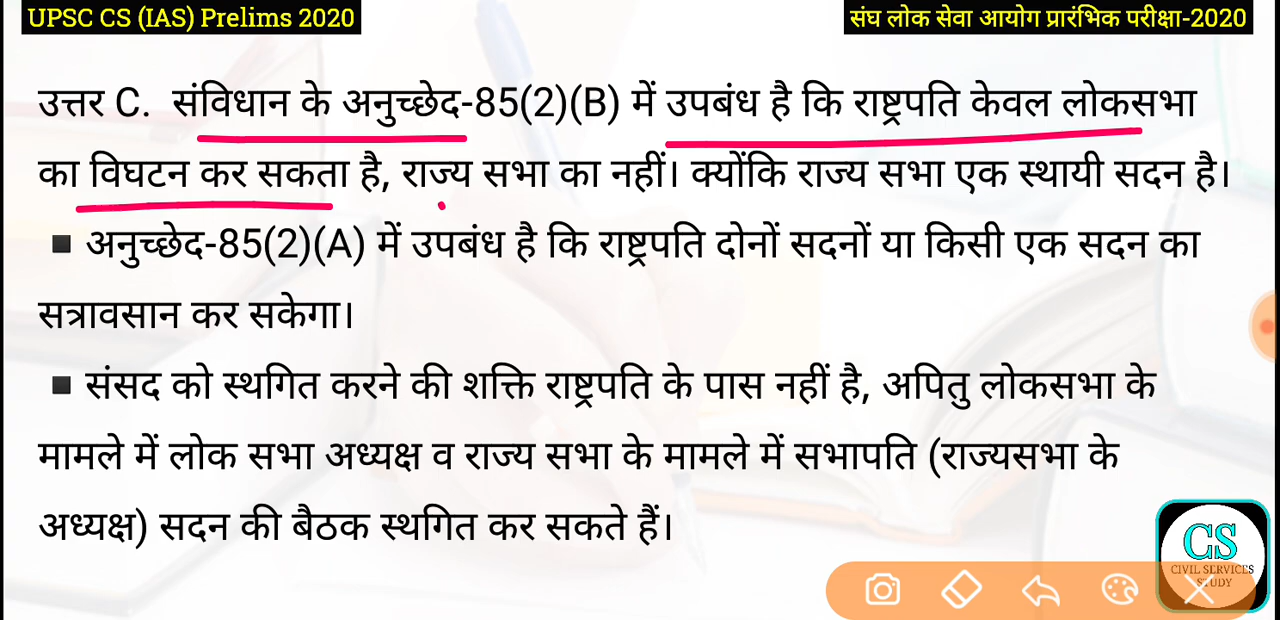 UPSC CS (IAS) Prelims 2020
संघ लोक सेवा आयोग प्रारंभिक परीक्षा-2020
उत्तर C. संविधान के अनुच्छेद-85(2)(B) में उपबंध है कि राष्ट्रपति केवल लोकसभा
का विघटन कर सकता है, राज्य सभा का नहीं। क्योंकि राज्य सभा एक स्थायी सदन है।
▪ अनुच्छेद-85(2)(A) में उपबंध है कि राष्ट्रपति दोनों सदनों या किसी एक सदन का
सत्रावसान कर सकेगा।
▪ संसद को स्थगित करने की शक्ति राष्ट्रपति के पास नहीं है, अपितु लोकसभा के
मामले में लोक सभा अध्यक्ष व राज्य सभा के मामले में सभापति (राज्यसभा के
अध्यक्ष) सदन की बैठक स्थगित कर सकते हैं।
CS
CIVIL SERVICES
STUDY